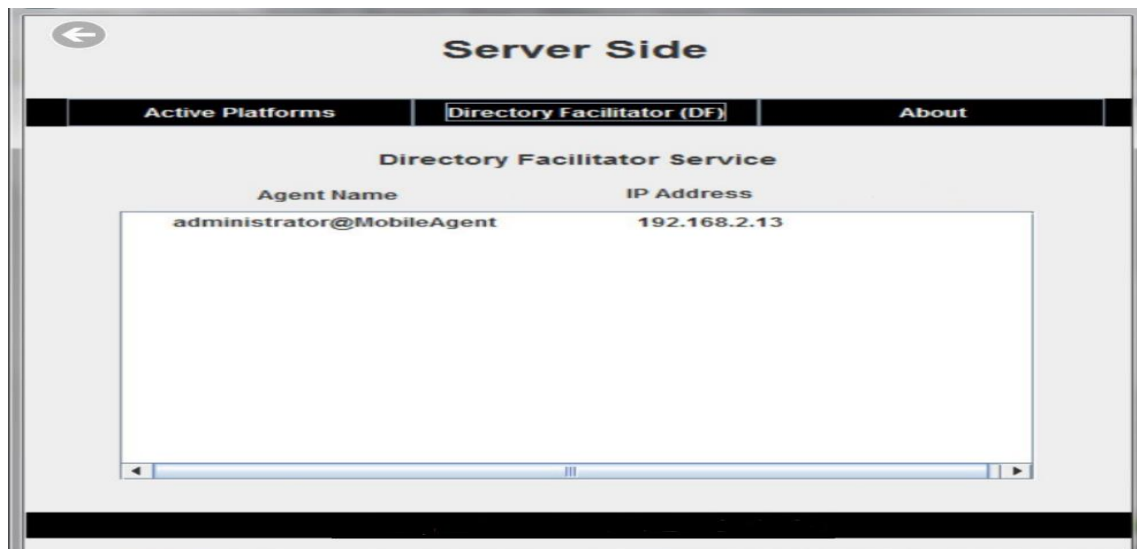 Server Side
Active Platforms Directory Facilitator (DF) About
Directory Facilitator Service
Agent Name IP Address
administrator@MobileAgent 192.168.2.13